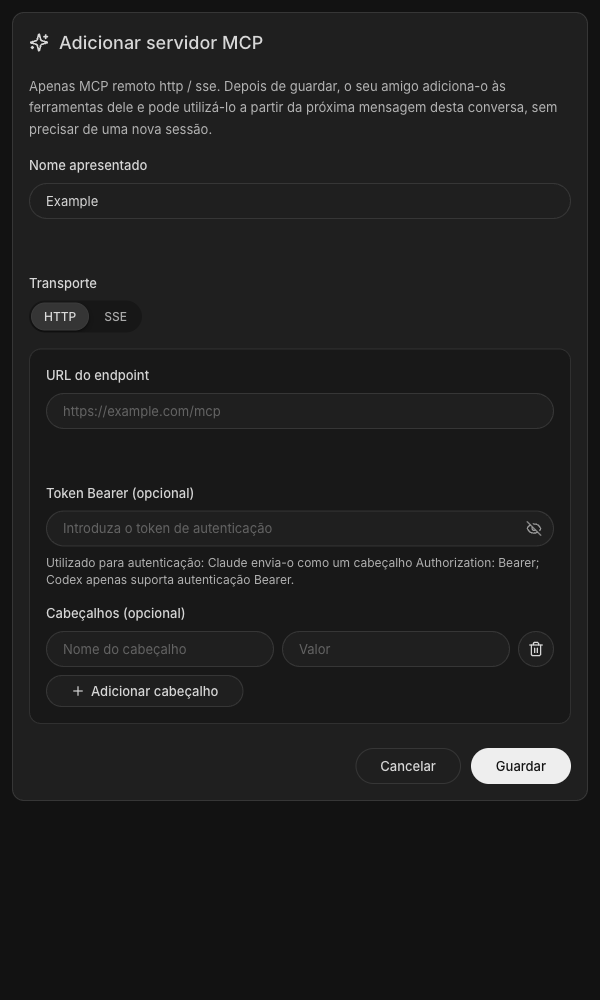 Adicionar servidor MCP
Apenas MCP remoto http / sse. Depois de guardar, o seu amigo adiciona-o às
ferramentas dele e pode utilizá-lo a partir da próxima mensagem desta conversa, sem
precisar de uma nova sessão.
Nome apresentado
Example
Transporte
HTTP SSE
URL do endpoint
https://example.com/mcp
Token Bearer (opcional)
Introduza o token de autenticação
Utilizado para autenticação: Claude envia-o como um cabeçalho Authorization: Bearer;
Codex apenas suporta autenticação Bearer.
Cabeçalhos (opcional)
Nome do cabeçalho Valor
Adicionar cabeçalho
Cancelar Guardar